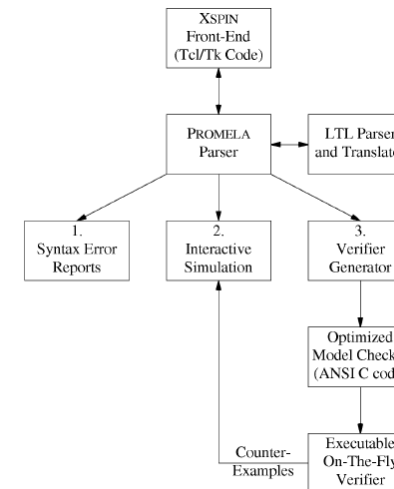 XSPIN
Front-End
(Tcl/Tk Code)
PROMELA
Parser
LTL Parser
and Translat
1.
Syntax Error
Reports
2.
Interactive
Simulation
3.
Verifier
Generator
Optimized
Model Check
(ANSI C cod
Counter-
Examples
Executable
On-The-Fly
Verifier